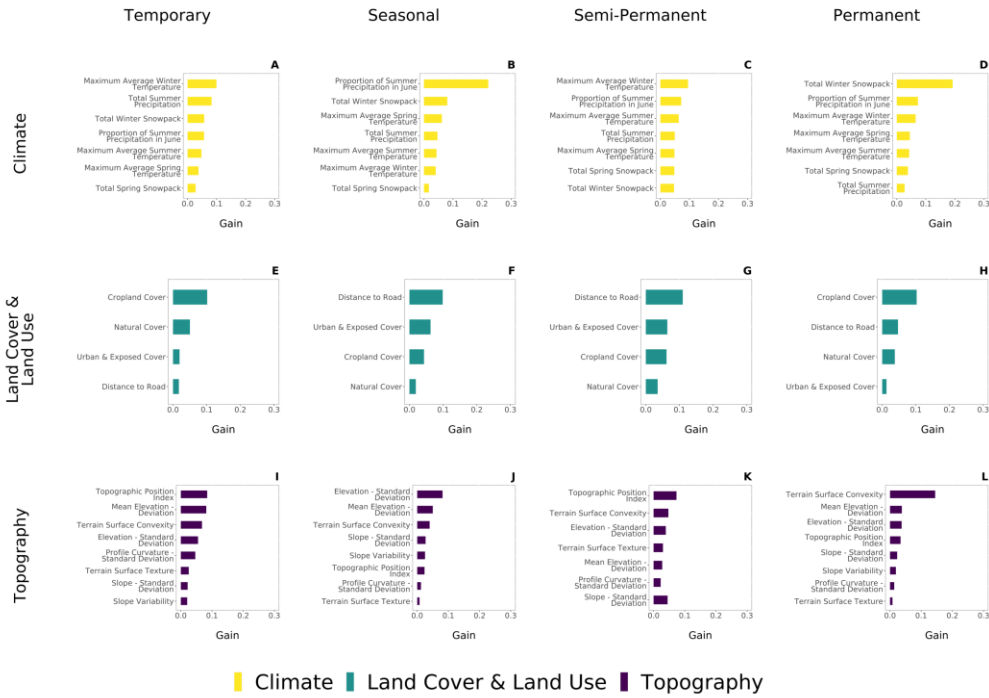 Temporary
Seasonal
Semi-Permanent
Permanent
Climate
A
Maximum Average Winter
Temperature
Total Summer
Precipitation
Total Winter Snowpack
Proportion of Summer
Precipitation in June
Maximum Average Summer
Temperature
Maximum Average Spring
Temperature
Total Spring Snowpack
0.0 0.1 0.2 0.3
Gain
B
Proportion of Summer
Precipitation in June
Total Winter Snowpack
Maximum Average Spring
Temperature
Total Summer
Precipitation
Maximum Average Summer
Temperature
Maximum Average Winter
Temperature
Total Spring Snowpack
0.0 0.1 0.2 0.3
Gain
C
Maximum Average Winter
Temperature
Proportion of Summer
Precipitation in June
Maximum Average Summer
Temperature
Total Summer
Precipitation
Maximum Average Spring
Temperature
Total Spring Snowpack
Total Winter Snowpack
0.0 0.1 0.2 0.3
Gain
D
Total Winter Snowpack
Proportion of Summer
Precipitation in June
Maximum Average Winter
Temperature
Maximum Average Spring
Temperature
Maximum Average Summer
Temperature
Total Spring Snowpack
Total Summer
Precipitation
0.0 0.1 0.2 0.3
Gain
Land Cover &
Land Use
E
Cropland Cover
Natural Cover
Urban & Exposed Cover
Distance to Road
0.0 0.1 0.2 0.3
Gain
F
Distance to Road
Urban & Exposed Cover
Cropland Cover
Natural Cover
0.0 0.1 0.2 0.3
Gain
G
Distance to Road
Urban & Exposed Cover
Cropland Cover
Natural Cover
0.0 0.1 0.2 0.3
Gain
H
Cropland Cover
Distance to Road
Natural Cover
Urban & Exposed Cover
0.0 0.1 0.2 0.3
Gain
Topography
I
Topographic Position
Index
Mean Elevation -
Deviation
Terrain Surface Convexity
Elevation - Standard
Deviation
Profile Curvature -
Standard Deviation
Terrain Surface Texture
Slope - Standard
Deviation
Slope Variability
0.0 0.1 0.2 0.3
Gain
J
Elevation - Standard
Deviation
Mean Elevation -
Deviation
Terrain Surface Convexity
Slope - Standard
Deviation
Slope Variability
Topographic Position
Index
Profile Curvature -
Standard Deviation
Terrain Surface Texture
0.0 0.1 0.2 0.3
Gain
K
Topographic Position
Index
Terrain Surface Convexity
Elevation - Standard
Deviation
Terrain Surface Texture
Mean Elevation -
Deviation
Profile Curvature -
Standard Deviation
Slope - Standard
Deviation
0.0 0.1 0.2 0.3
Gain
L
Terrain Surface Convexity
Mean Elevation -
Deviation
Elevation - Standard
Deviation
Topographic Position
Index
Slope - Standard
Deviation
Slope Variability
Profile Curvature -
Standard Deviation
Terrain Surface Texture
0.0 0.1 0.2 0.3
Gain
Climate Land Cover & Land Use Topography